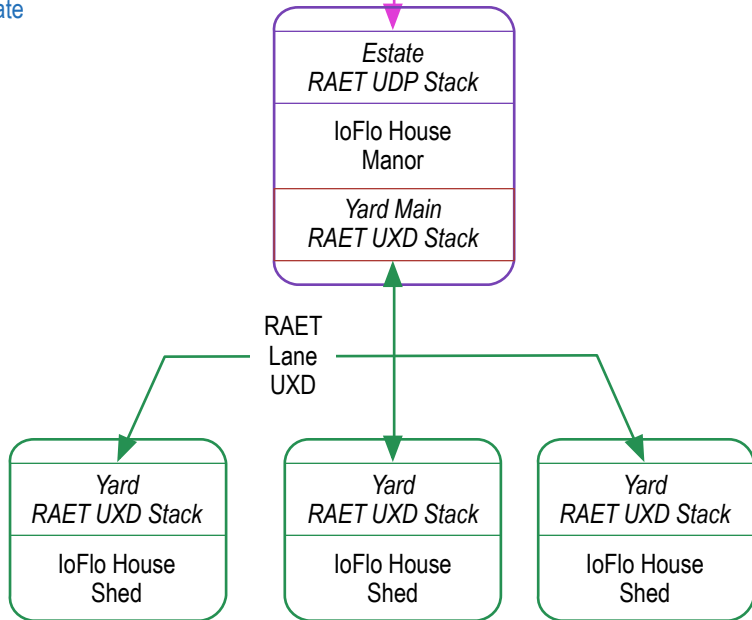 Estate
RAET UDP Stack
IoFlo House
Manor
Yard Main
RAET UXD Stack
RAET
Lane
UXD
Yard
RAET UXD Stack
IoFlo House
Shed
Yard
RAET UXD Stack
IoFlo House
Shed
Yard
RAET UXD Stack
IoFlo House
Shed